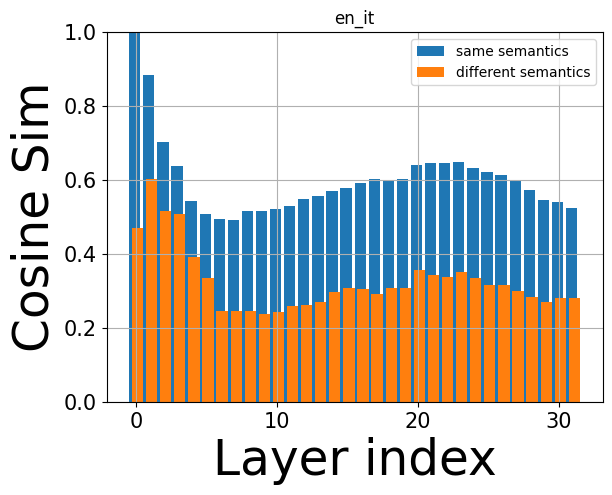 en_it
same semantics
different semantics
Cosine Sim
1.0
0.8
0.6
0.4
0.2
0.0
0 10 20 30
Layer index